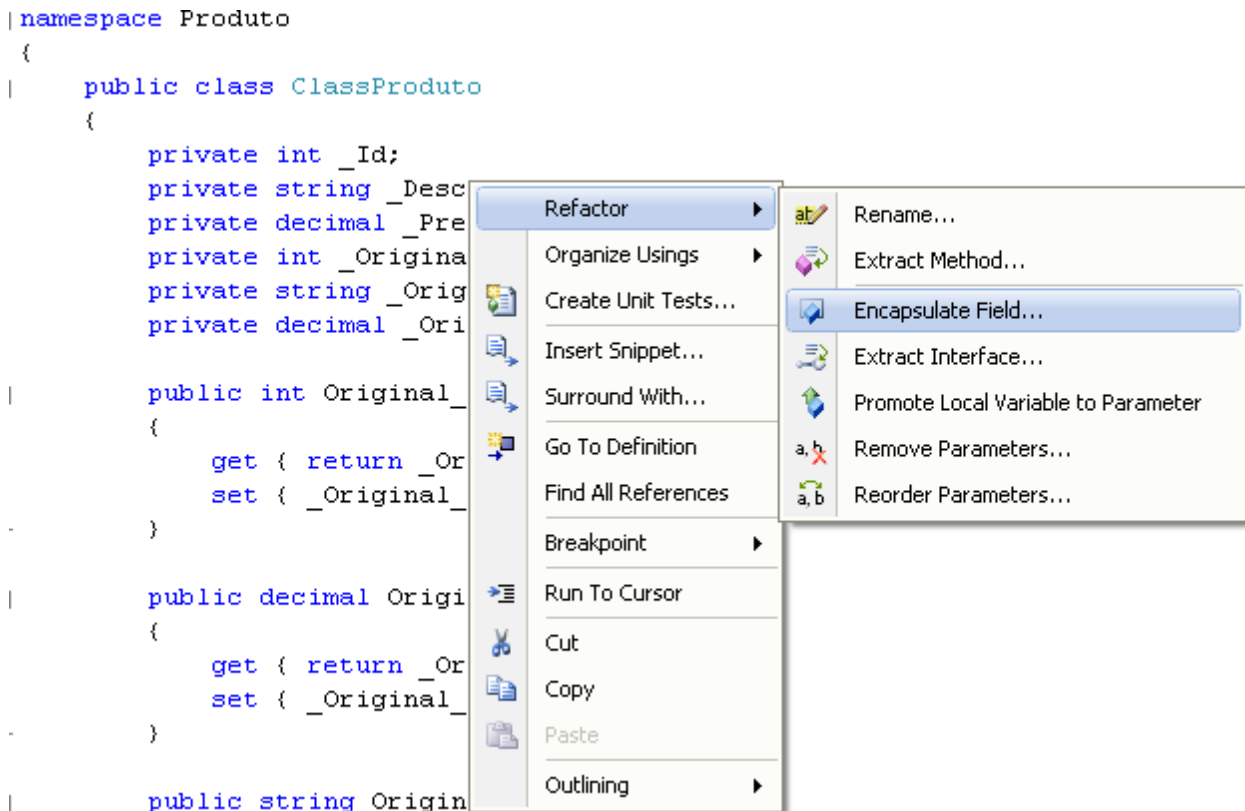 namespace Produto
{
public class ClassProduto
{
private int _Id;
private string _Desc
private decimal _Pre
private int _Origina
private string _Orig
private decimal _Ori
public int Original_
{
get { return _Or
set { _Original_
}
public decimal Origi
{
get { return _Or
set { _Original_
}
public string Origin
Refactor
Organize Usings
Create Unit Tests...
Insert Snippet...
Surround With...
Go To Definition
Find All References
Breakpoint
Run To Cursor
Cut
Copy
Paste
Outlining
ab Rename...
Extract Method...
Encapsulate Field...
Extract Interface...
Promote Local Variable to Parameter
a, b Remove Parameters...
a, b Reorder Parameters...